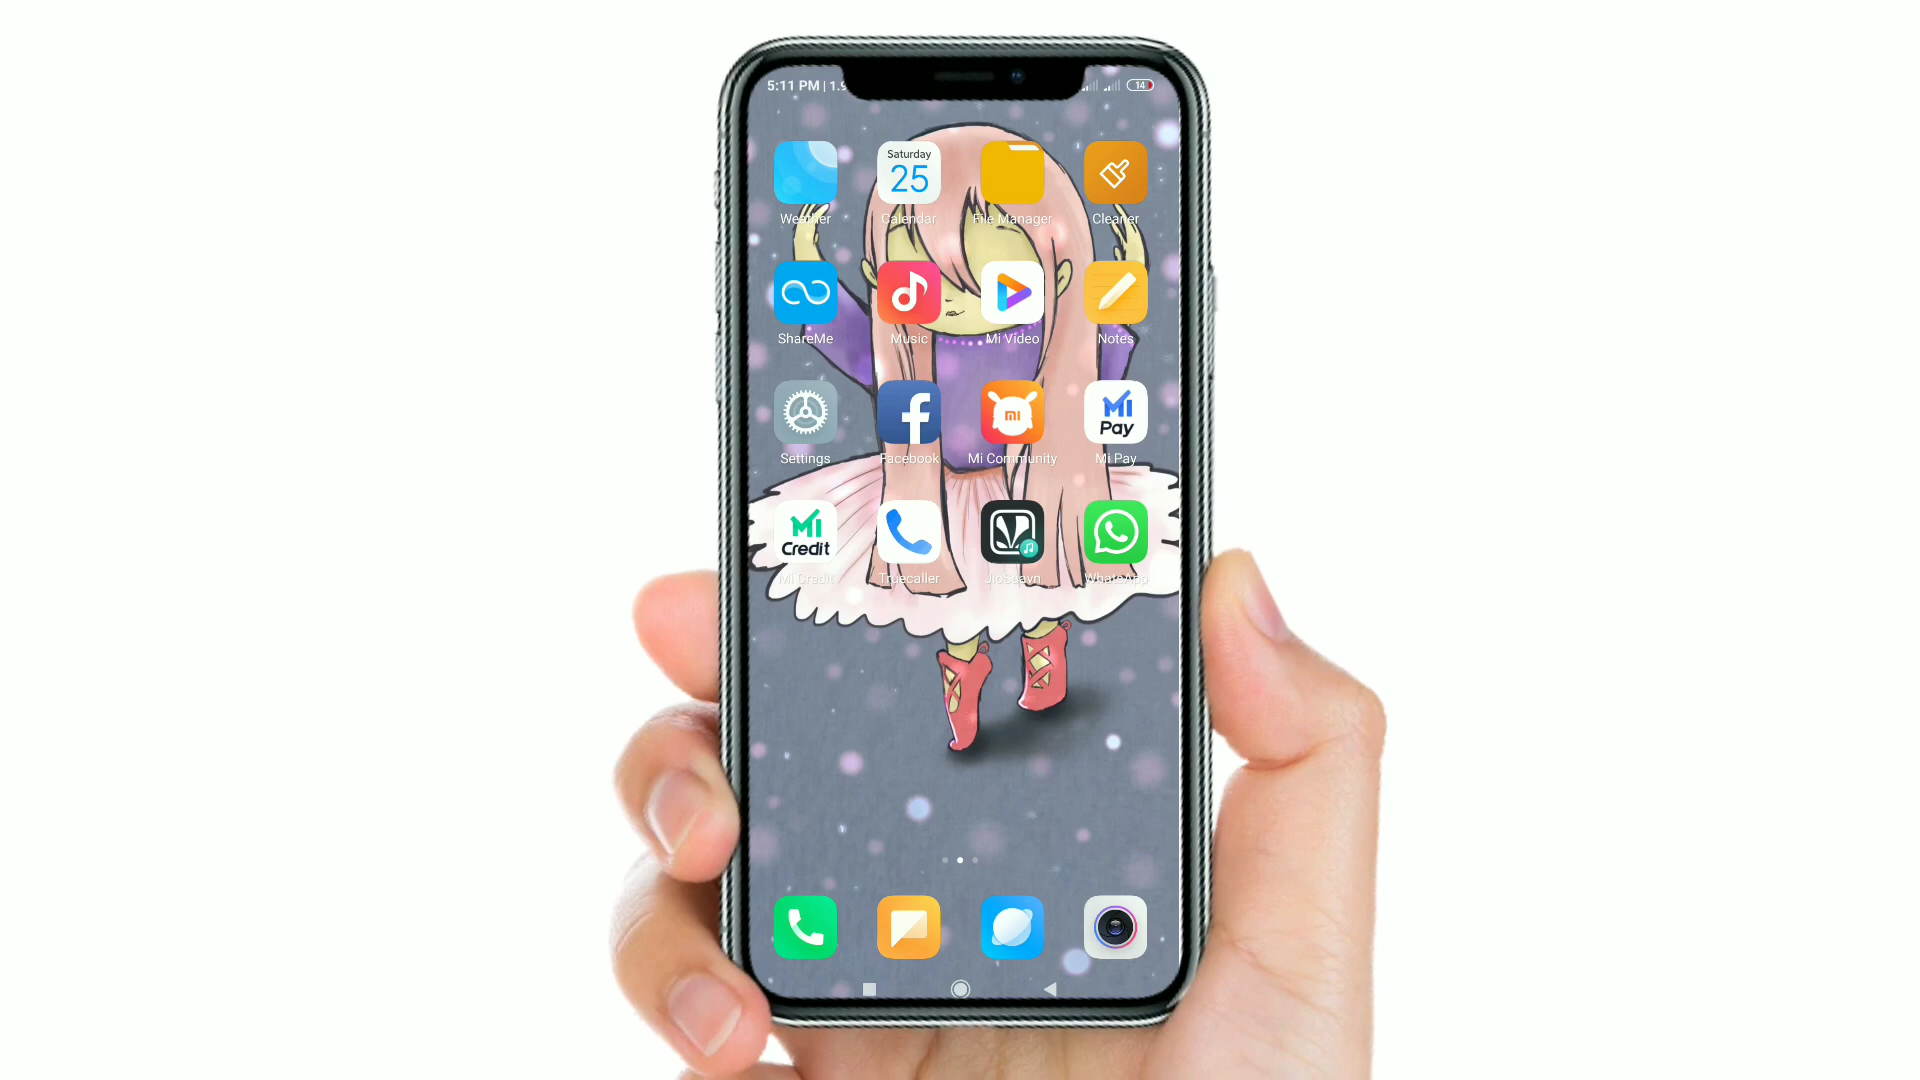 5:11 PM | 1.9
14
Saturday
25
Weather
Calendar
File Manager
Cleaner
ShareMe
Music
Mi Video
Notes
mi
Mi
Pay
Settings
Facebook
Mi Community
Mi Pay
Mi
Credit
Mi Credit
Truecaller
JioSaavn
WhatsApp